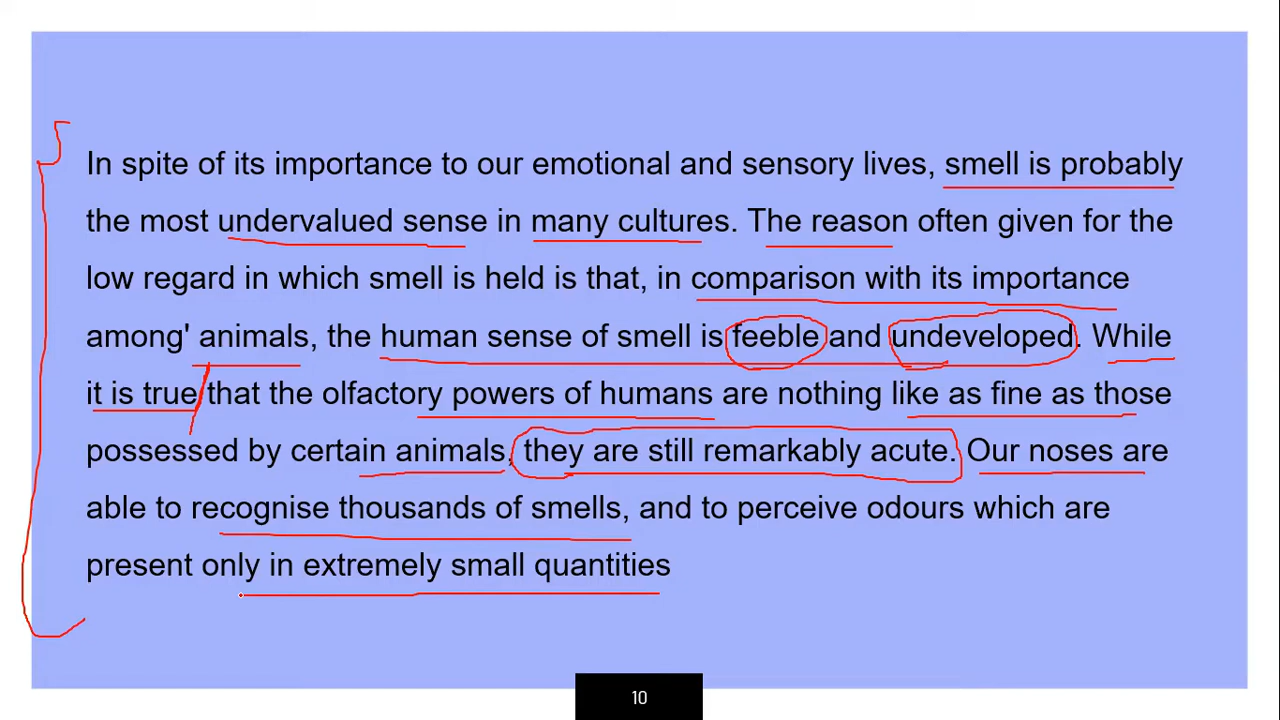 In spite of its importance to our emotional and sensory lives, smell is probably
the most undervalued sense in many cultures. The reason often given for the
low regard in which smell is held is that, in comparison with its importance
among' animals, the human sense of smell is feeble and undeveloped. While
it is true that the olfactory powers of humans are nothing like as fine as those
possessed by certain animals, they are still remarkably acute. Our noses are
able to recognise thousands of smells, and to perceive odours which are
present only in extremely small quantities
10